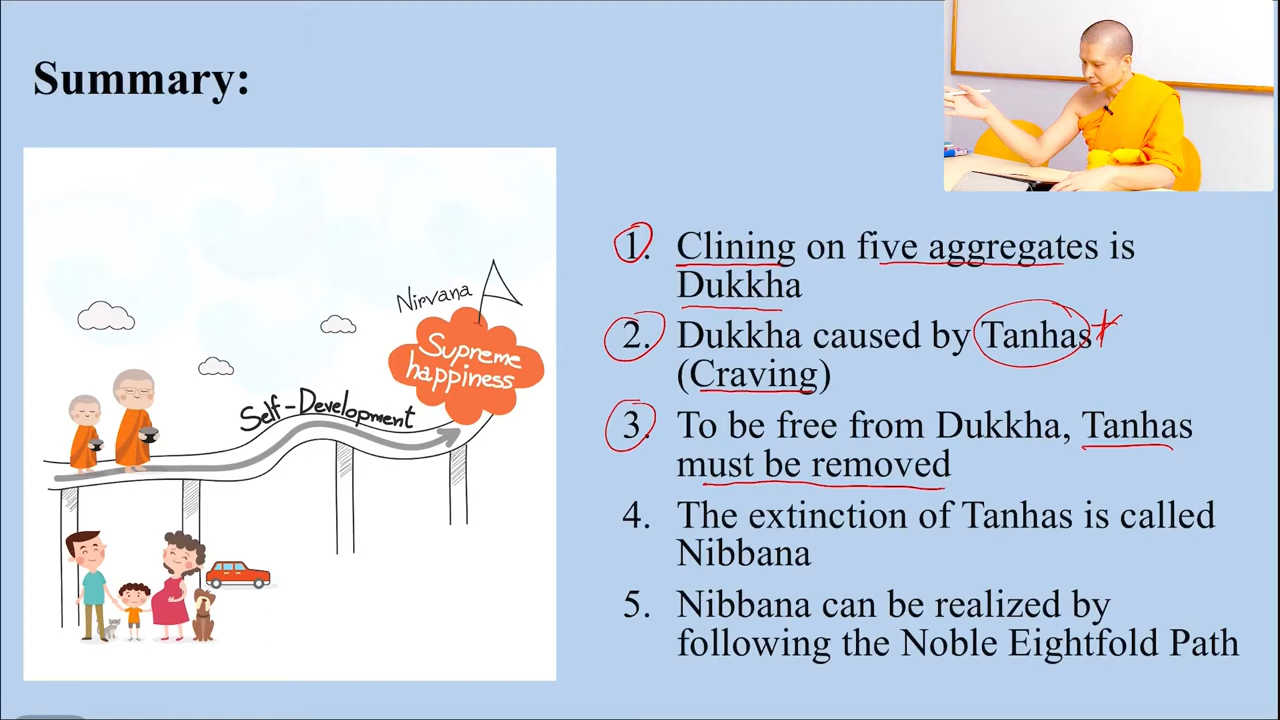 Summary:
Nirvana
Supreme
happiness
Self-Development
1. Clining on five aggregates is
Dukkha
2. Dukkha caused by Tanhas
(Craving)
3. To be free from Dukkha, Tanhas
must be removed
4. The extinction of Tanhas is called
Nibbana
5. Nibbana can be realized by
following the Noble Eightfold Path